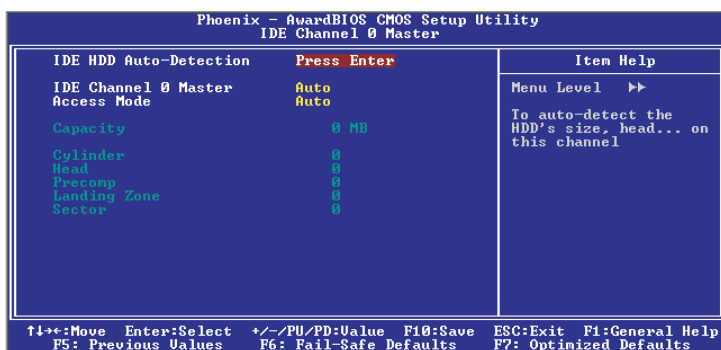 Phoenix - AwardBIOS CMOS Setup Utility
IDE Channel 0 Master
IDE HDD Auto-Detection Press Enter
IDE Channel 0 Master Auto
Access Mode Auto
Capacity 0 MB
Cylinder 0
Head 0
Precomp 0
Landing Zone 0
Sector 0
Item Help
Menu Level ▶▶
To auto-detect the
HDD's size, head... on
this channel
↑↓→←:Move Enter:Select +/-/PU/PD:Value F10:Save ESC:Exit F1:General Help
F5: Previous Values F6: Fail-Safe Defaults F7: Optimized Defaults